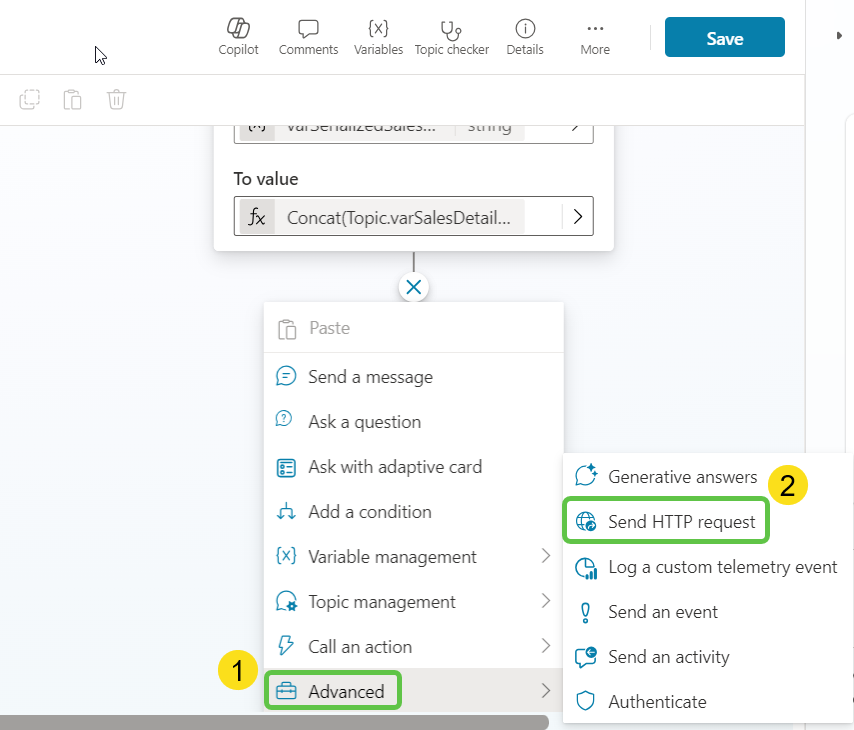 Copilot
Comments
{x}
Variables
Topic checker
Details
More
Save
varSerializedSales...
string
To value
fx
Concat(Topic.varSalesDetail...
Paste
Send a message
Ask a question
Ask with adaptive card
Add a condition
{x}
Variable management
Topic management
Call an action
1
Advanced
Generative answers
2
Send HTTP request
Log a custom telemetry event
Send an event
Send an activity
Authenticate